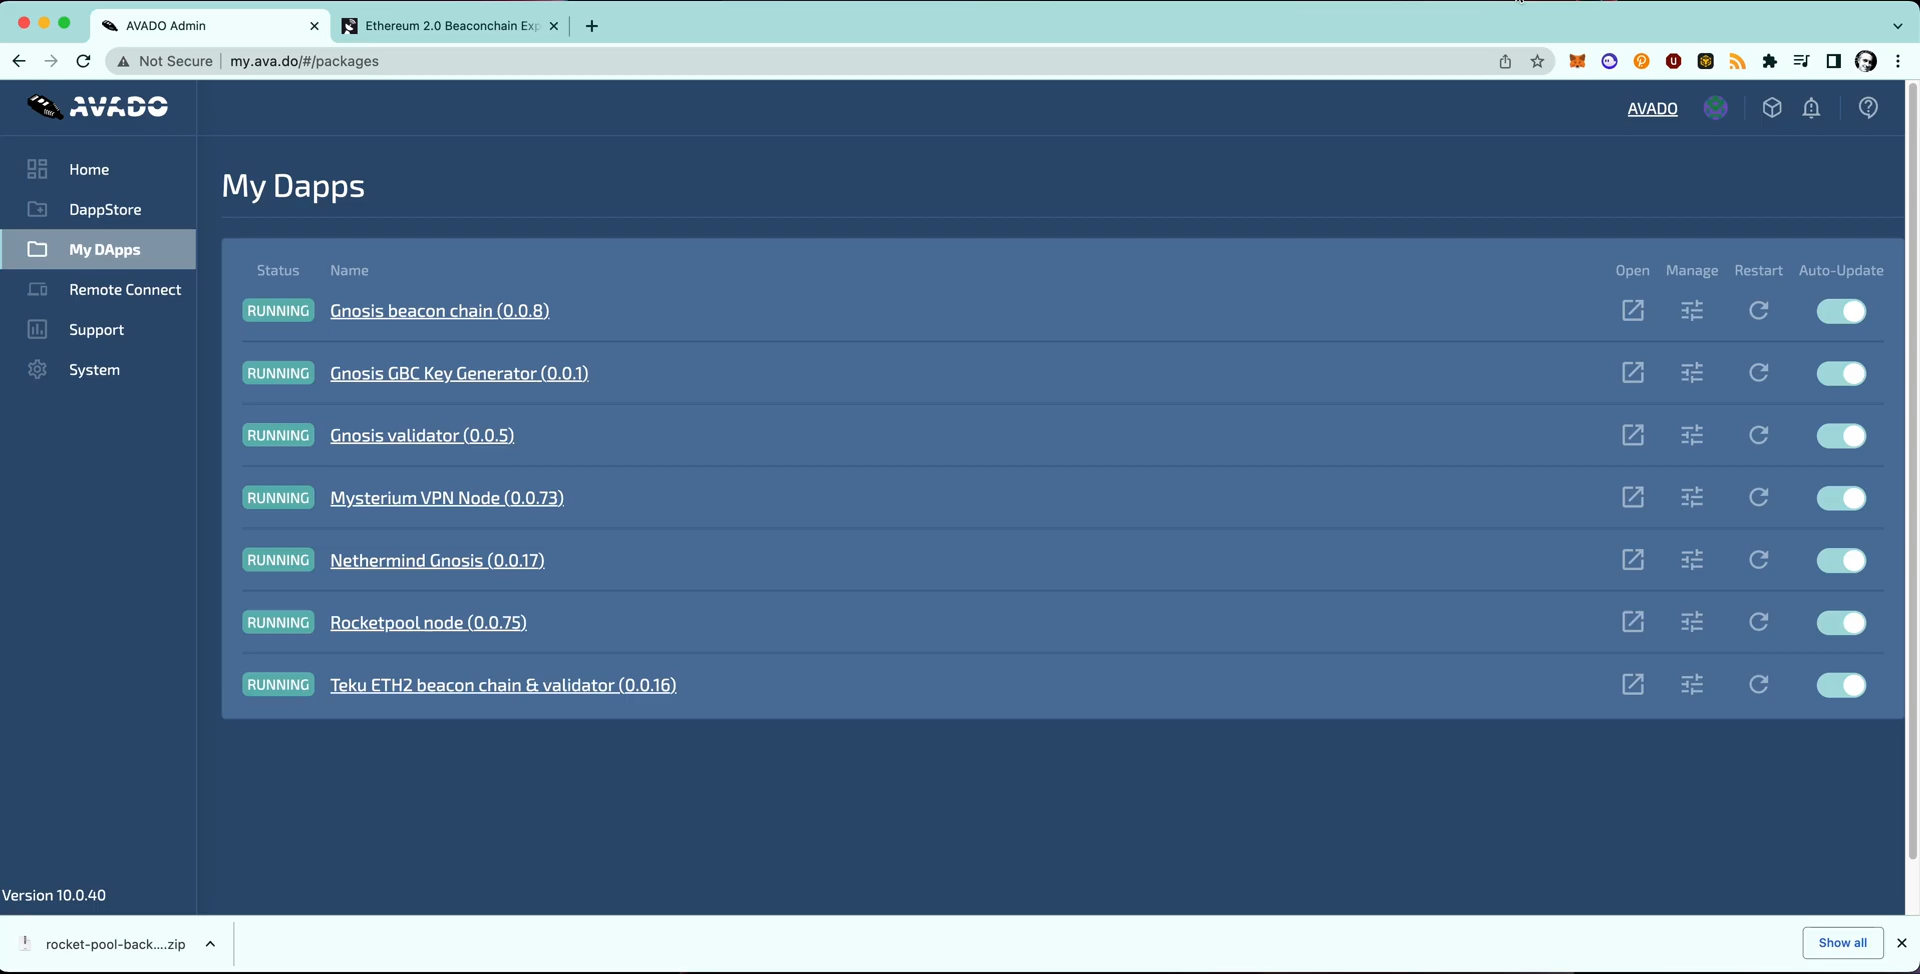 AVADO Admin
Ethereum 2.0 Beaconchain Exp
Not Secure
my.ava.do/#/packages
AVADO
AVADO
Home
DappStore
My DApps
Remote Connect
Support
System
My Dapps
Status Name Open Manage Restart Auto-Update
RUNNING Gnosis beacon chain (0.0.8)
RUNNING Gnosis GBC Key Generator (0.0.1)
RUNNING Gnosis validator (0.0.5)
RUNNING Mysterium VPN Node (0.0.73)
RUNNING Nethermind Gnosis (0.0.17)
RUNNING Rocketpool node (0.0.75)
RUNNING Teku ETH2 beacon chain & validator (0.0.16)
Version 10.0.40
rocket-pool-back....zip
Show all